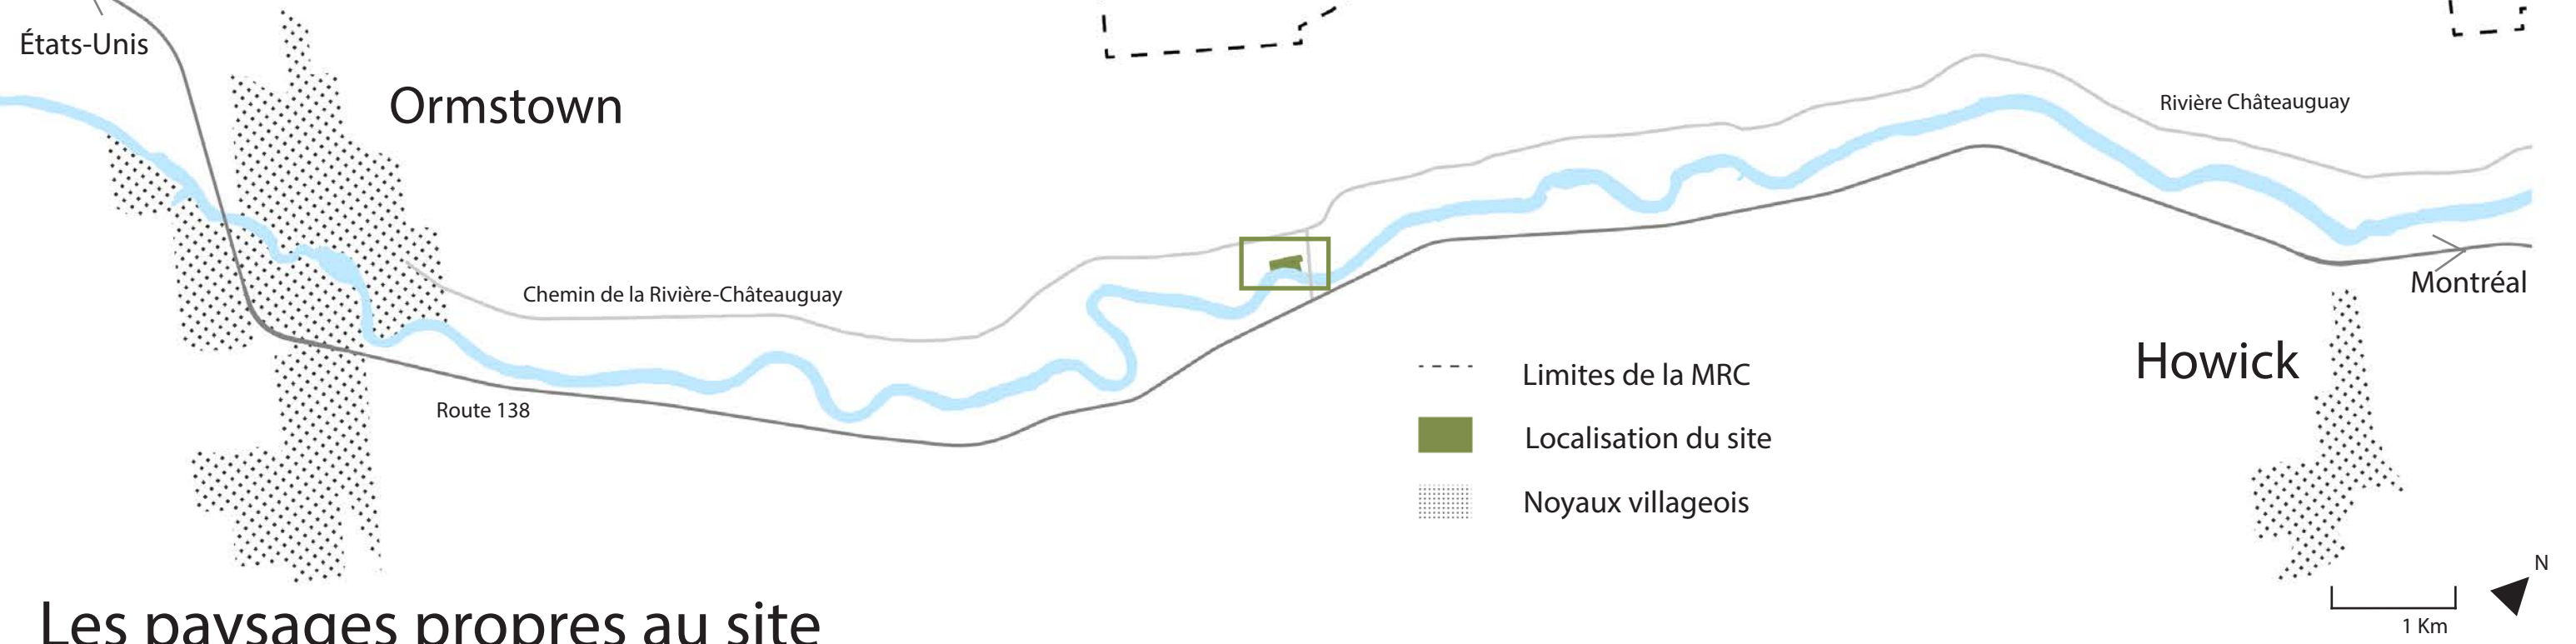 États-Unis
Ormstown
Rivière Châteauguay
Chemin de la Rivière-Châteauguay
Montréal
Route 138
Howick
Limites de la MRC
Localisation du site
Noyaux villageois
N
1 Km
Les paysages propres au site